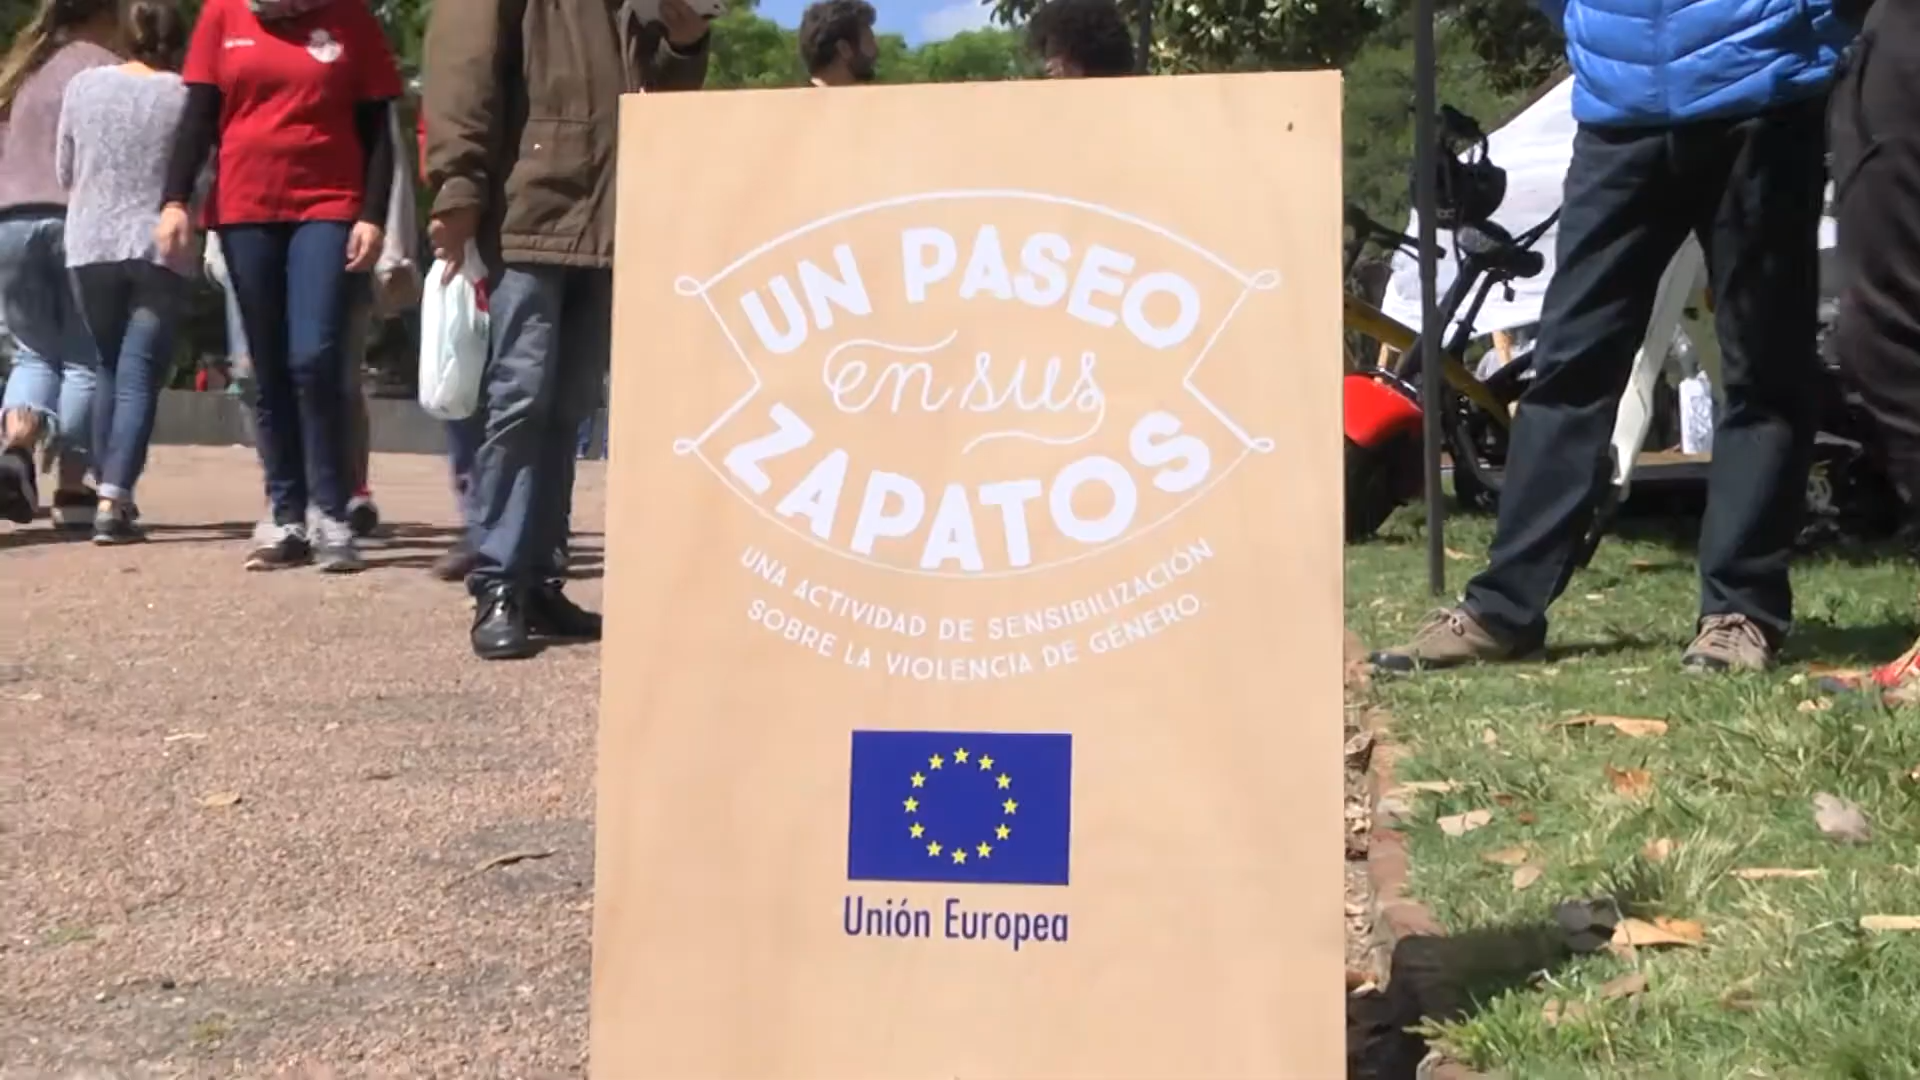 UN PASEO
en sus
ZAPATOS
UNA ACTIVIDAD DE SENSIBILIZACIÓN
SOBRE LA VIOLENCIA DE GÉNERO.
Unión Europea